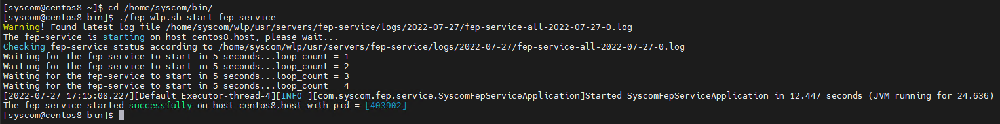 [syscom@centos8 ~]$ cd /home/syscom/bin/
[syscom@centos8 bin]$ ./fep-wlp.sh start fep-service
Warning! Found latest log file /home/syscom/wlp/usr/servers/fep-service/logs/2022-07-27/fep-service-all-2022-07-27-0.log
The fep-service is starting on host centos8.host, please wait...
Checking fep-service status according to /home/syscom/wlp/usr/servers/fep-service/logs/2022-07-27/fep-service-all-2022-07-27-0.log
Waiting for the fep-service to start in 5 seconds...loop_count = 1
Waiting for the fep-service to start in 5 seconds...loop_count = 2
Waiting for the fep-service to start in 5 seconds...loop_count = 3
Waiting for the fep-service to start in 5 seconds...loop_count = 4
[2022-07-27 17:15:08.227][Default Executor-thread-4][INFO ][com.syscom.fep.service.SyscomFepServiceApplication]Started SyscomFepServiceApplication in 12.447 seconds (JVM running for 24.636)
The fep-service started successfully on host centos8.host with pid = [403902]
[syscom@centos8 bin]$